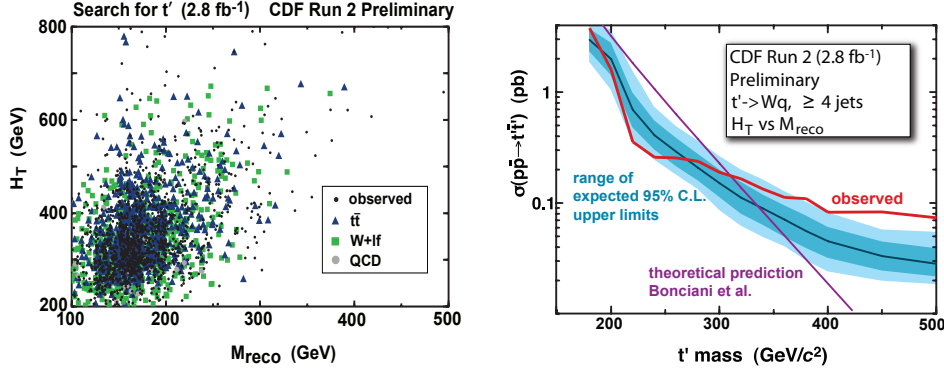 Search for t′ (2.8 fb⁻¹) CDF Run 2 Preliminary
800
600
400
200
H_T (GeV)
observed
tt̄
W+lf
QCD
100 200 300 400 500
M_reco (GeV)
1
0.1
σ(pp̄→t't̄') (pb)
CDF Run 2 (2.8 fb⁻¹)
Preliminary
t'->Wq, ≥ 4 jets
H_T vs M_reco
range of
expected 95% C.L.
upper limits
observed
theoretical prediction
Bonciani et al.
200 300 400 500
t' mass (GeV/c²)